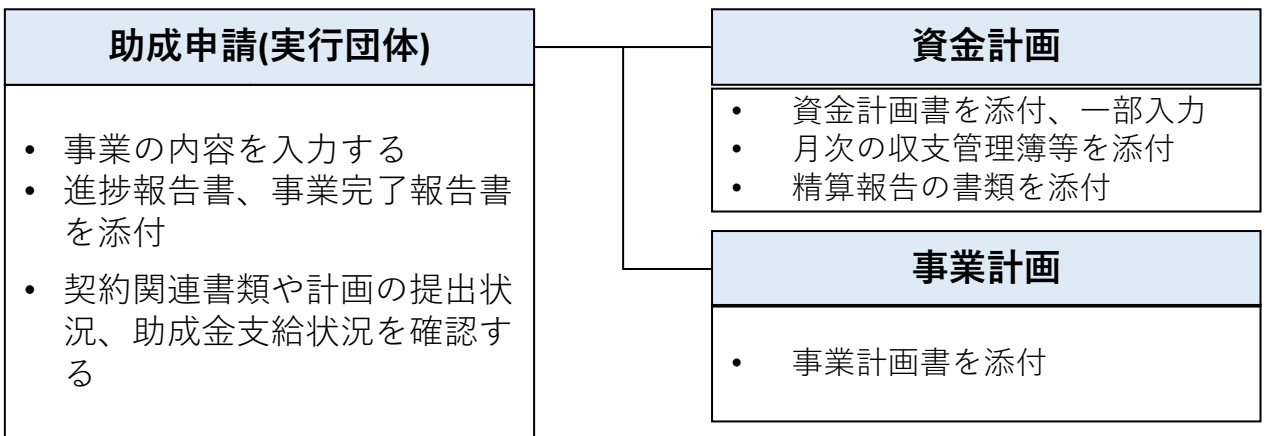 助成申請(実行団体)
• 事業の内容を入力する
• 進捗報告書、事業完了報告書
を添付
• 契約関連書類や計画の提出状
況、助成金支給状況を確認す
る
資金計画
• 資金計画書を添付、一部入力
• 月次の収支管理簿等を添付
• 精算報告の書類を添付
事業計画
• 事業計画書を添付